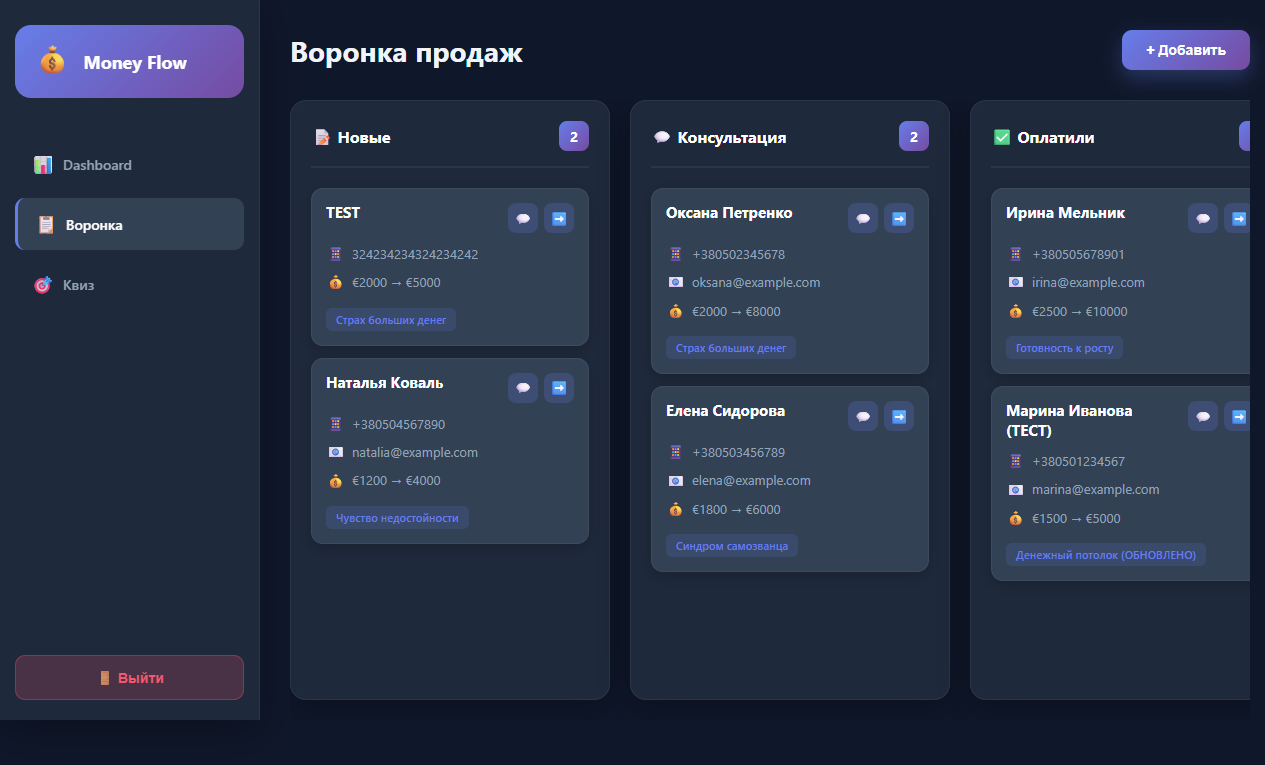 Money Flow
Dashboard
Воронка
Квиз
Выйти
Воронка продаж
+ Добавить
Новые
2
TEST
324234234324234242
€2000 → €5000
Страх больших денег
Наталья Коваль
+380504567890
natalia@example.com
€1200 → €4000
Чувство недостойности
Консультация
2
Оксана Петренко
+380502345678
oksana@example.com
€2000 → €8000
Страх больших денег
Елена Сидорова
+380503456789
elena@example.com
€1800 → €6000
Синдром самозванца
Оплатили
Ирина Мельник
+380505678901
irina@example.com
€2500 → €10000
Готовность к росту
Марина Иванова
(ТЕСТ)
+380501234567
marina@example.com
€1500 → €5000
Денежный потолок (ОБНОВЛЕНО)